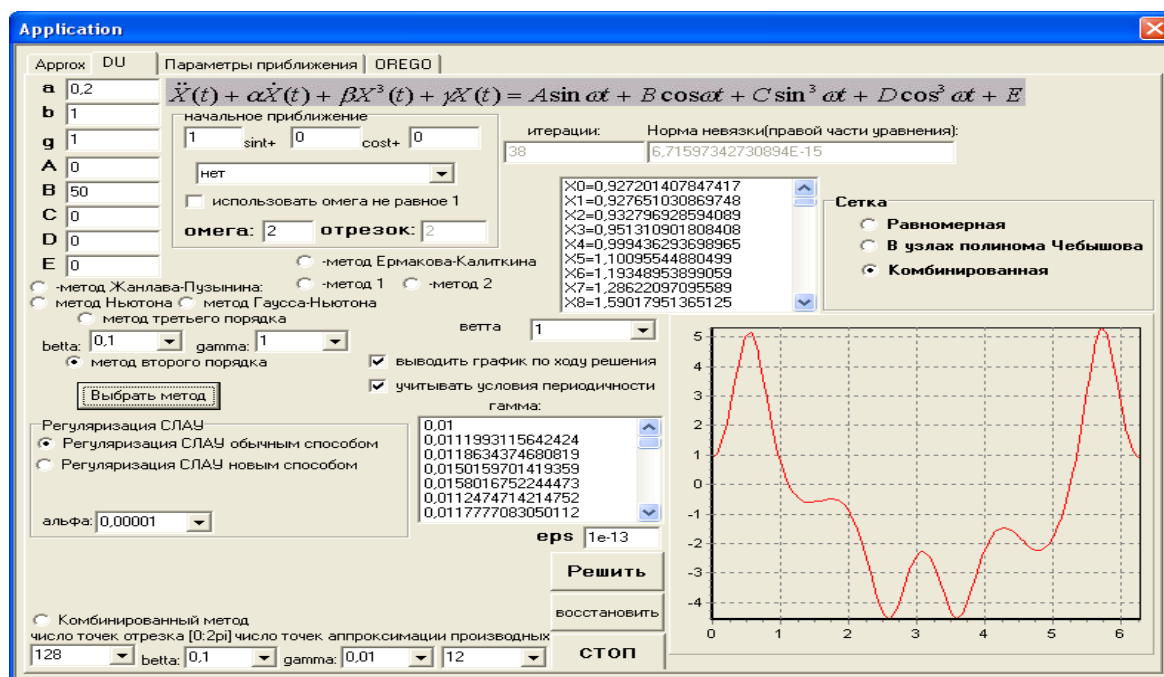 Application
Approx DU Параметры приближения OREGO
a 0,2
Ẍ(t) + αẊ(t) + βX³(t) + γX(t) = A sin ωt + B cos ωt + C sin³ ωt + D cos³ ωt + E
b 1
g 1
A 0
B 50
C 0
D 0
E 0
начальное приближение
1 sint+ 0 cost+ 0
нет
использовать омега не равное 1
омега: 2 отрезок: 2
итерации:
38
Норма невязки(правой части уравнения):
6,71597342730894E-15
X0=0,927201407847417
X1=0,927651030869748
X2=0,932796928594089
X3=0,951310901808408
X4=0,999436293698965
X5=1,10095544880499
X6=1,19348953899059
X7=1,28622097095589
X8=1,59017951365125
Сетка
Равномерная
В узлах полинома Чебышова
Комбинированная
-метод Ермакова-Калиткина
-метод Жанлава-Пузынина: -метод 1 -метод 2
метод Ньютона метод Гаусса-Ньютона
метод третьего порядка
betta: 0,1 gamma: 1
метод второго порядка
Выбрать метод
ветта 1
выводить график по ходу решения
учитывать условия периодичности
гамма:
0,01
0,01119931156424 24
0,0118634374680819
0,0150159701419359
0,0158016752244473
0,0112474714214752
0,0117777083050112
Регуляризация СЛАУ
Регуляризация СЛАУ обычным способом
Регуляризация СЛАУ новым способом
альфа: 0,00001
eps 1e-13
Решить
восстановить
СТОП
Комбинированный метод
число точек отрезка [0:2pi] число точек аппроксимации производных
128 betta: 0,1 gamma: 0,01 12
5
4
3
2
1
0
-1
-2
-3
-4
0 1 2 3 4 5 6